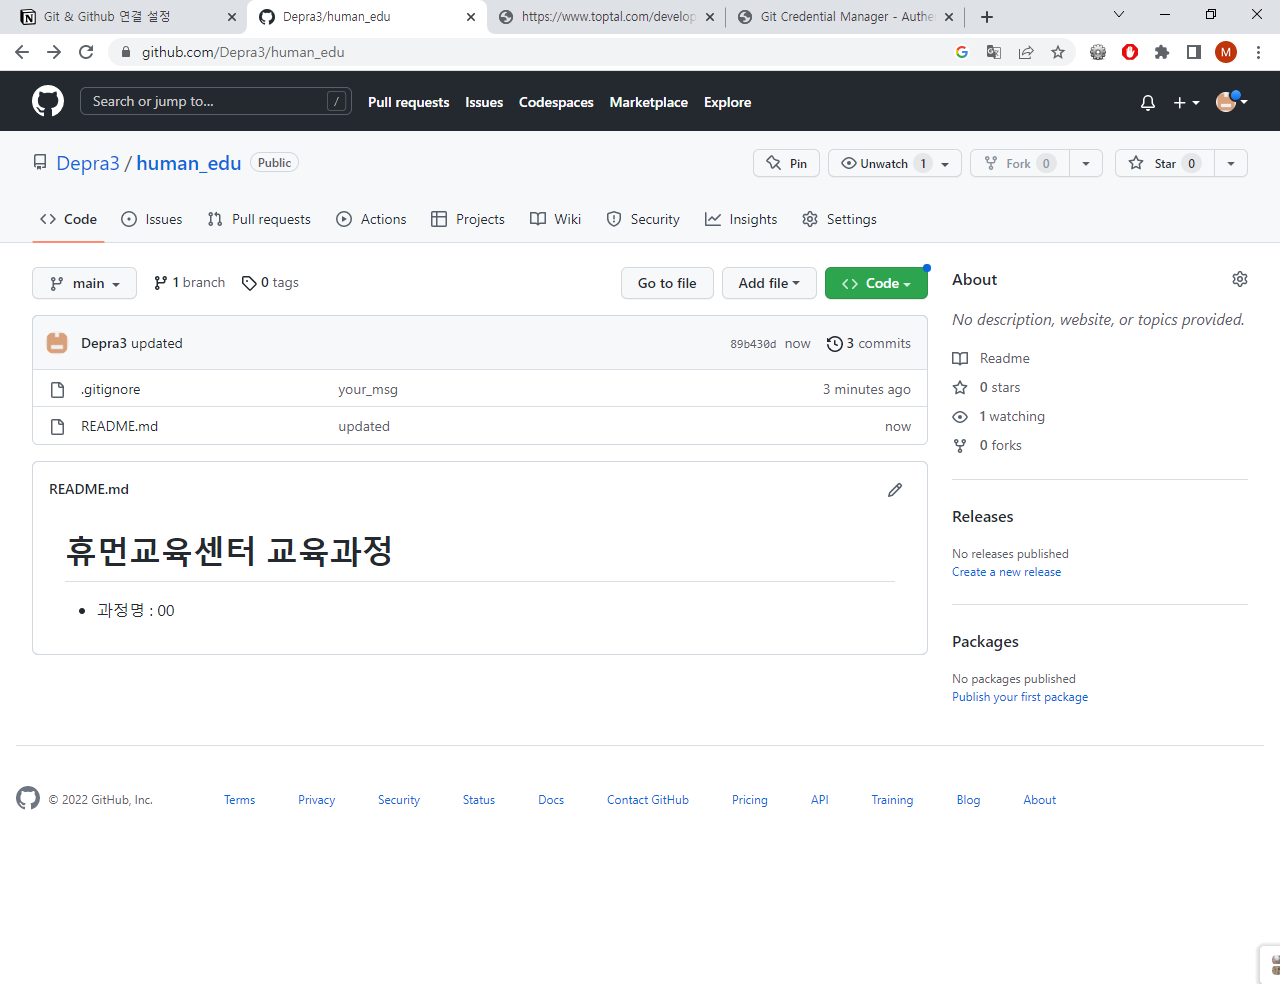 Git & Github 연결 설정
Depra3/human_edu
https://www.toptal.com/develop
Git Credential Manager - Authe
github.com/Depra3/human_edu
M
Search or jump to...
/
Pull requests Issues Codespaces Marketplace Explore
Depra3 / human_edu Public
Pin
Unwatch 1
Fork 0
Star 0
Code Issues Pull requests Actions Projects Wiki Security Insights Settings
main 1 branch 0 tags
Go to file Add file Code
Depra3 updated 89b430d now 3 commits
.gitignore your_msg 3 minutes ago
README.md updated now
README.md
휴먼교육센터 교육과정
• 과정명 : 00
About
No description, website, or topics provided.
Readme
0 stars
1 watching
0 forks
Releases
No releases published
Create a new release
Packages
No packages published
Publish your first package
© 2022 GitHub, Inc. Terms Privacy Security Status Docs Contact GitHub Pricing API Training Blog About